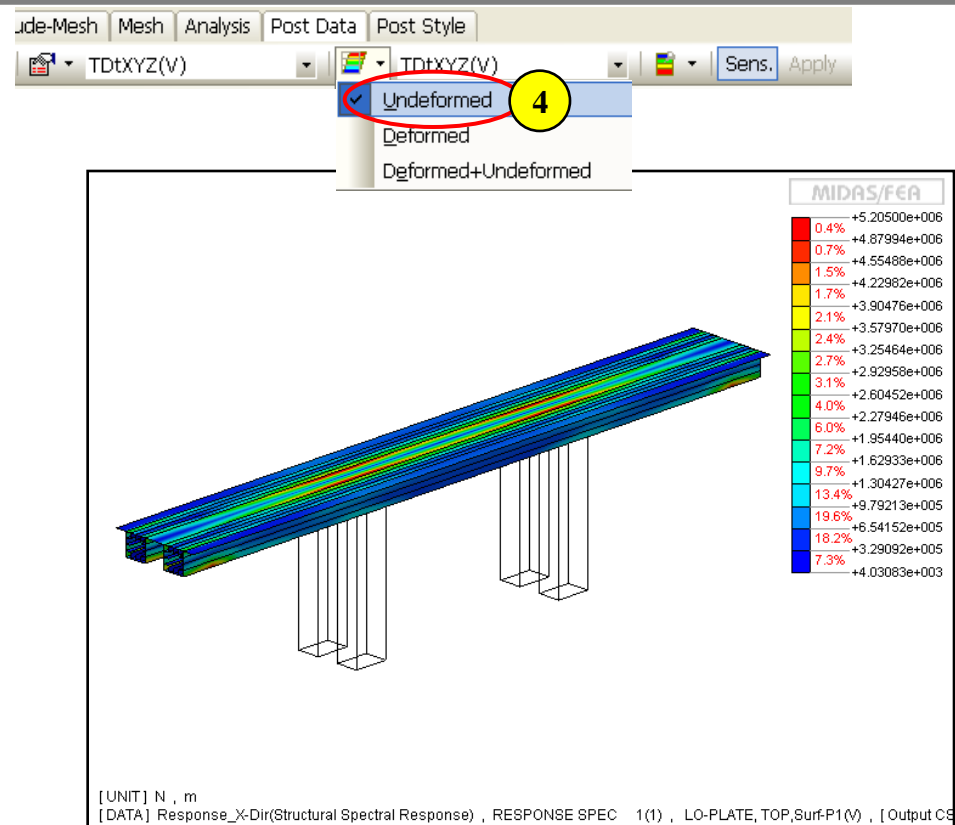 ude-Mesh Mesh Analysis Post Data Post Style
TDtXYZ(V) TDtXYZ(V) Sens. Apply
Undeformed 4
Deformed
Deformed+Undeformed
MIDAS/FEA
+5.20500e+006
0.4%
+4.87994e+006
0.7%
+4.55488e+006
1.5%
+4.22982e+006
1.7%
+3.90476e+006
2.1%
+3.57970e+006
2.4%
+3.25464e+006
2.7%
+2.92958e+006
3.1%
+2.60452e+006
4.0%
+2.27946e+006
6.0%
+1.95440e+006
7.2%
+1.62933e+006
9.7%
+1.30427e+006
13.4%
+9.79213e+005
19.6%
+6.54152e+005
18.2%
+3.29092e+005
7.3%
+4.03083e+003
[UNIT] N , m
[DATA] Response_X-Dir(Structural Spectral Response) , RESPONSE SPEC 1(1) , LO-PLATE, TOP,Surf-P1(V) , [Output CS